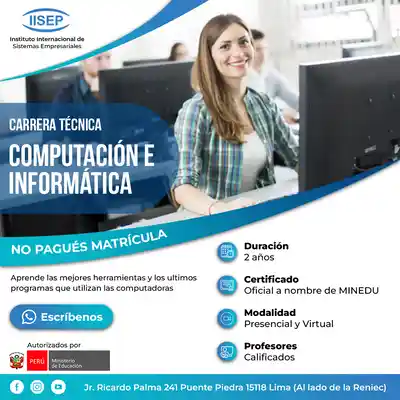 IISEP
Instituto Internacional de
Sistemas Empresariales
CARRERA TÉCNICA
COMPUTACIÓN E
INFORMÁTICA
NO PAGUÉS MATRÍCULA
Aprende las mejores herramientas y los ultimos
programas que utilizan las computadoras
Escríbenos
Autorizados por
PERÚ
Ministerio
de Educación
Duración
2 años
Certificado
Oficial a nombre de MINEDU
Modalidad
Presencial y Virtual
Profesores
Calificados
Jr. Ricardo Palma 241 Puente Piedra 15118 Lima (Al lado de la Reniec)